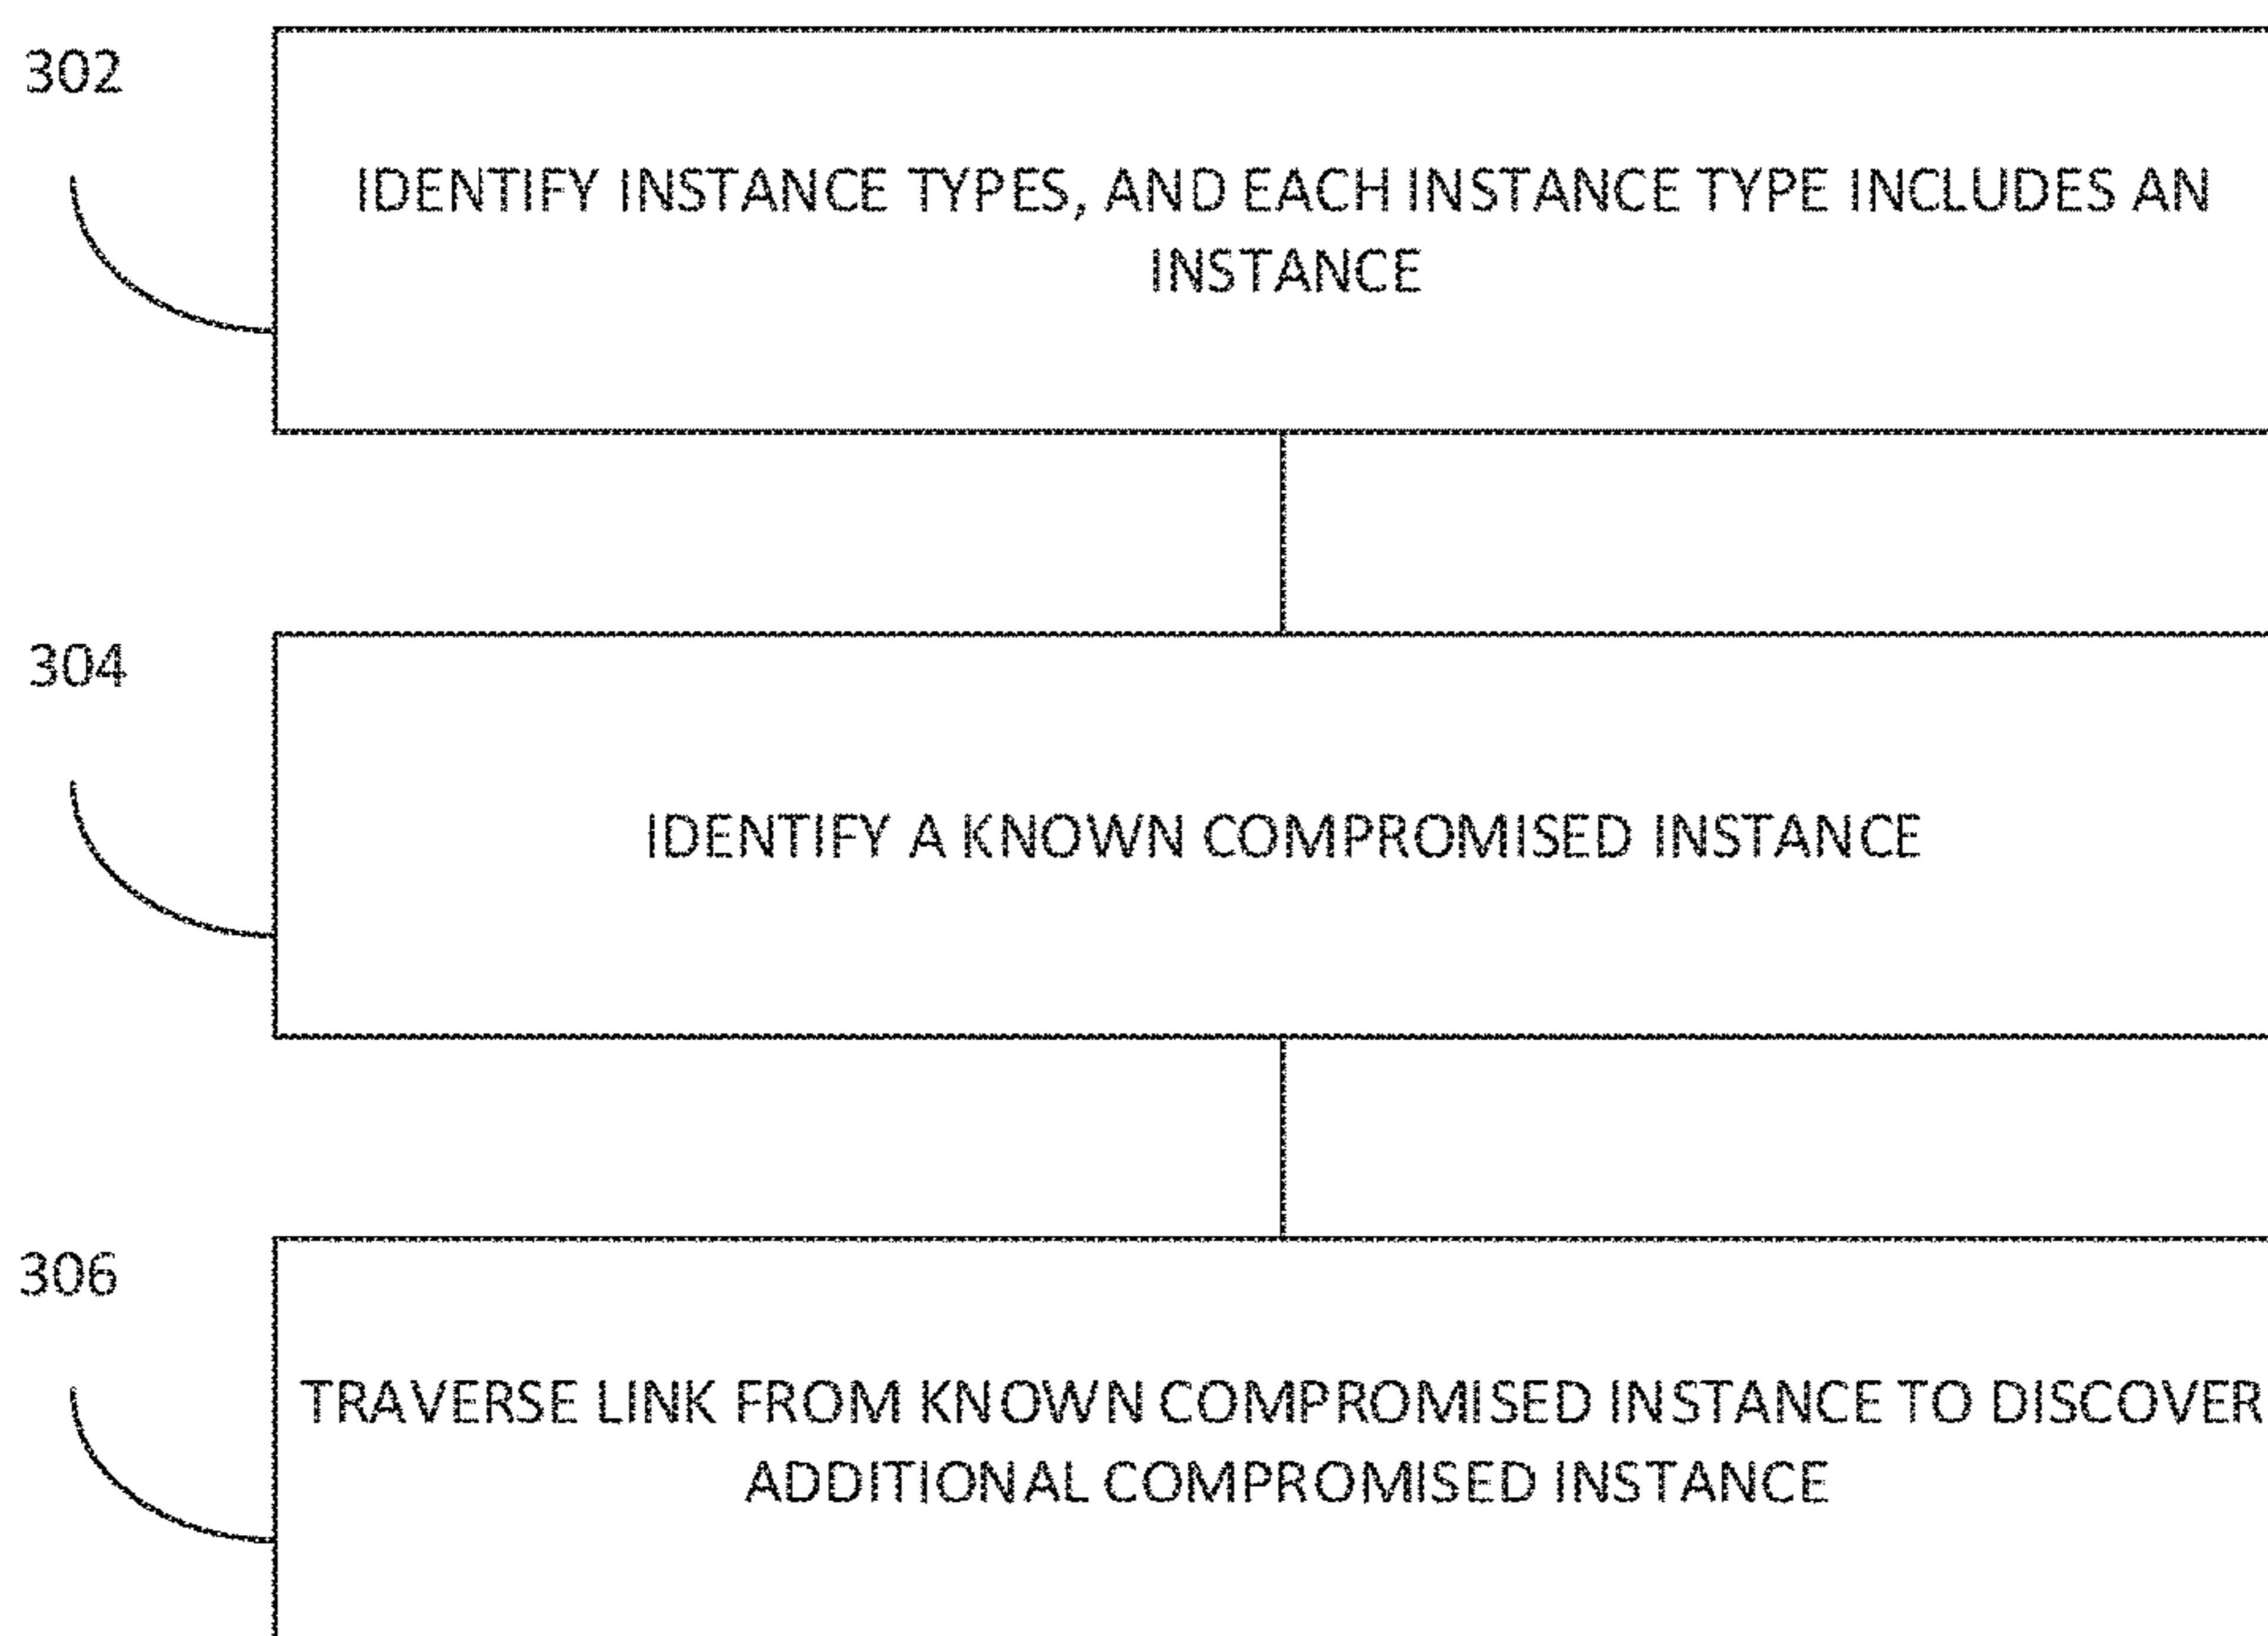 302
IDENTIFY INSTANCE TYPES, AND EACH INSTANCE TYPE INCLUDES AN
INSTANCE
304
IDENTIFY A KNOWN COMPROMISED INSTANCE
306
TRAVERSE LINK FROM KNOWN COMPROMISED INSTANCE TO DISCOVER
ADDITIONAL COMPROMISED INSTANCE